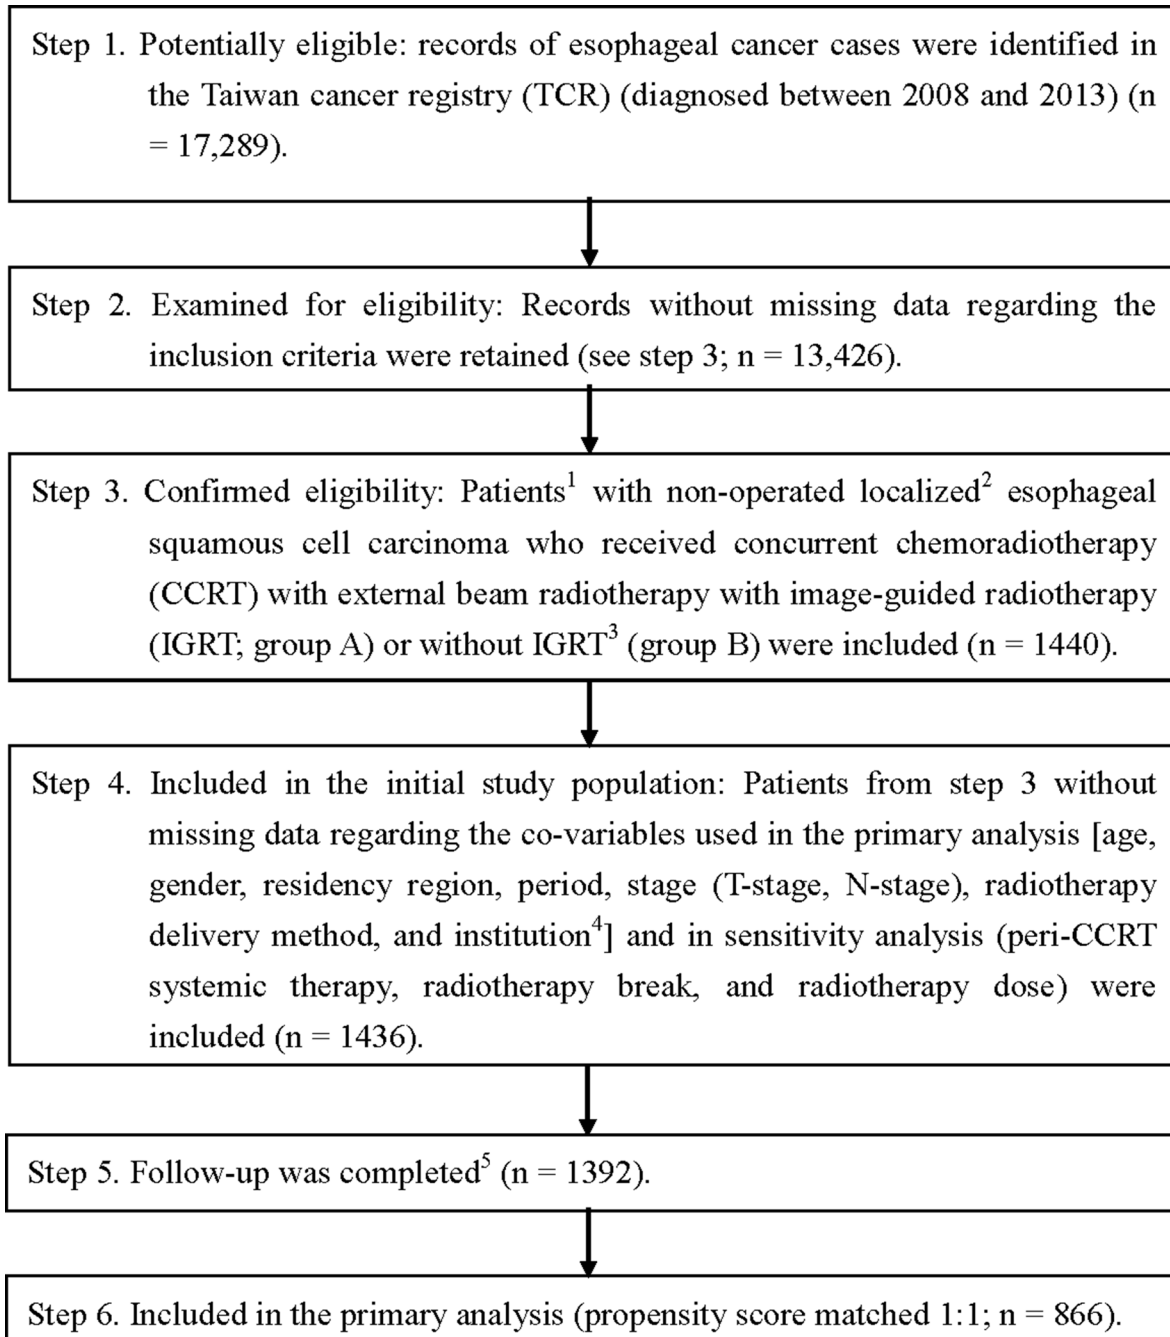 Step 1. Potentially eligible: records of esophageal cancer cases were identified in
the Taiwan cancer registry (TCR) (diagnosed between 2008 and 2013) (n
= 17,289).
Step 2. Examined for eligibility: Records without missing data regarding the
inclusion criteria were retained (see step 3; n = 13,426).
Step 3. Confirmed eligibility: Patients¹ with non-operated localized² esophageal
squamous cell carcinoma who received concurrent chemoradiotherapy
(CCRT) with external beam radiotherapy with image-guided radiotherapy
(IGRT; group A) or without IGRT³ (group B) were included (n = 1440).
Step 4. Included in the initial study population: Patients from step 3 without
missing data regarding the co-variables used in the primary analysis [age,
gender, residency region, period, stage (T-stage, N-stage), radiotherapy
delivery method, and institution⁴] and in sensitivity analysis (peri-CCRT
systemic therapy, radiotherapy break, and radiotherapy dose) were
included (n = 1436).
Step 5. Follow-up was completed⁵ (n = 1392).
Step 6. Included in the primary analysis (propensity score matched 1:1; n = 866).